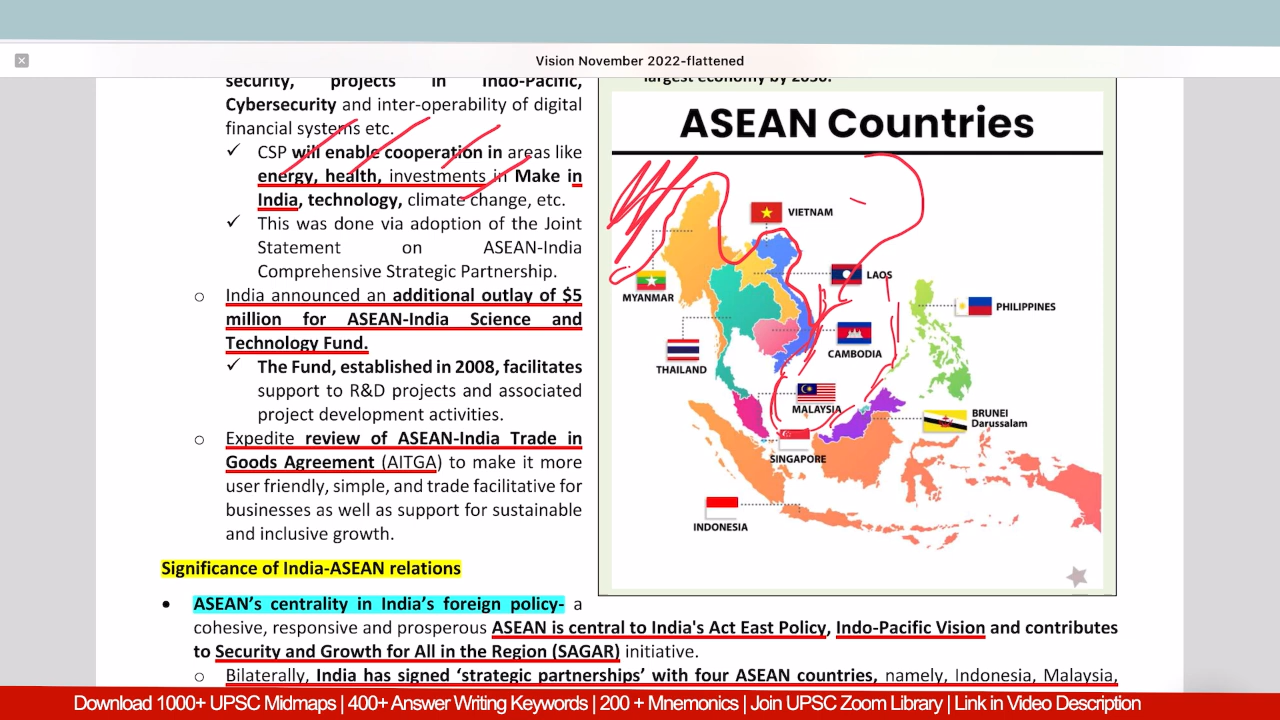 Vision November 2022-flattened
security, projects in Indo-Pacific,
Cybersecurity and inter-operability of digital
financial systems etc.
✓ CSP will enable cooperation in areas like
energy, health, investments in Make in
India, technology, climate change, etc.
✓ This was done via adoption of the Joint
Statement on ASEAN-India
Comprehensive Strategic Partnership.
○ India announced an additional outlay of $5
million for ASEAN-India Science and
Technology Fund.
✓ The Fund, established in 2008, facilitates
support to R&D projects and associated
project development activities.
○ Expedite review of ASEAN-India Trade in
Goods Agreement (AITGA) to make it more
user friendly, simple, and trade facilitative for
businesses as well as support for sustainable
and inclusive growth.
largest economy by 2030.
ASEAN Countries
VIETNAM
LAOS
MYANMAR
PHILIPPINES
CAMBODIA
THAILAND
MALAYSIA
BRUNEI
Darussalam
SINGAPORE
INDONESIA
Significance of India-ASEAN relations
• ASEAN's centrality in India's foreign policy- a
cohesive, responsive and prosperous ASEAN is central to India's Act East Policy, Indo-Pacific Vision and contributes
to Security and Growth for All in the Region (SAGAR) initiative.
○ Bilaterally, India has signed 'strategic partnerships' with four ASEAN countries, namely, Indonesia, Malaysia,
Download 1000+ UPSC Midmaps | 400+ Answer Writing Keywords | 200 + Mnemonics | Join UPSC Zoom Library | Link in Video Description